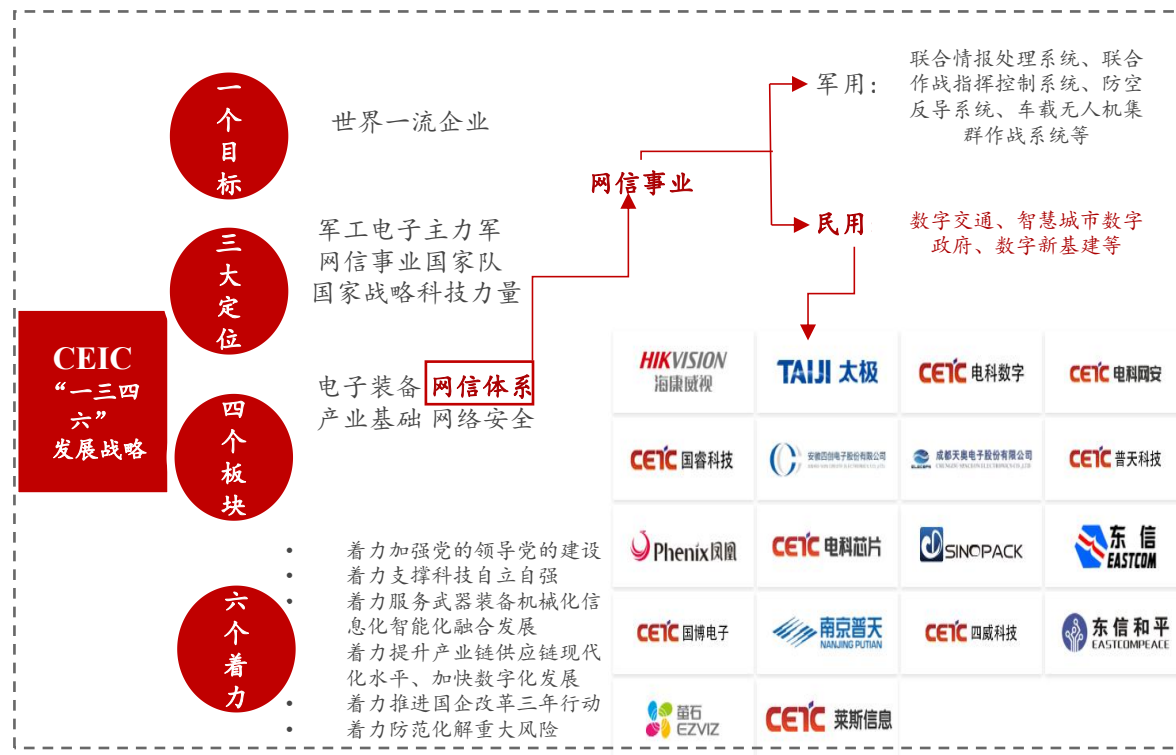 CEIC
“一三四
六”
发展战略
一个目标
世界一流企业
三大定位
军工电子主力军
网信事业国家队
国家战略科技力量
四个板块
电子装备 网信体系
产业基础 网络安全
六个着力
• 着力加强党的领导党的建设
• 着力支撑科技自立自强
• 着力服务武器装备机械化信
息化智能化融合发展
• 着力提升产业链供应链现代
化水平、加快数字化发展
• 着力推进国企改革三年行动
• 着力防范化解重大风险
网信事业
军用：
联合情报处理系统、联合
作战指挥控制系统、防空
反导系统、车载无人机集
群作战系统等
民用：
数字交通、智慧城市数字
政府、数字新基建等
HIKVISION
海康威视
TAIJI 太极
CETC 电科数字
CETC 电科网安
CETC 国睿科技
安徽四创电子股份有限公司
成都天奥电子股份有限公司
CETC 普天科技
Phenix凤凰
CETC 电科芯片
SINOPACK
东信
EASTCOM
CETC 国博电子
南京普天
NANJING PUTIAN
CETC 四威科技
东信和平
EASTCOMPEACE
萤石
EZVIZ
CETC 莱斯信息